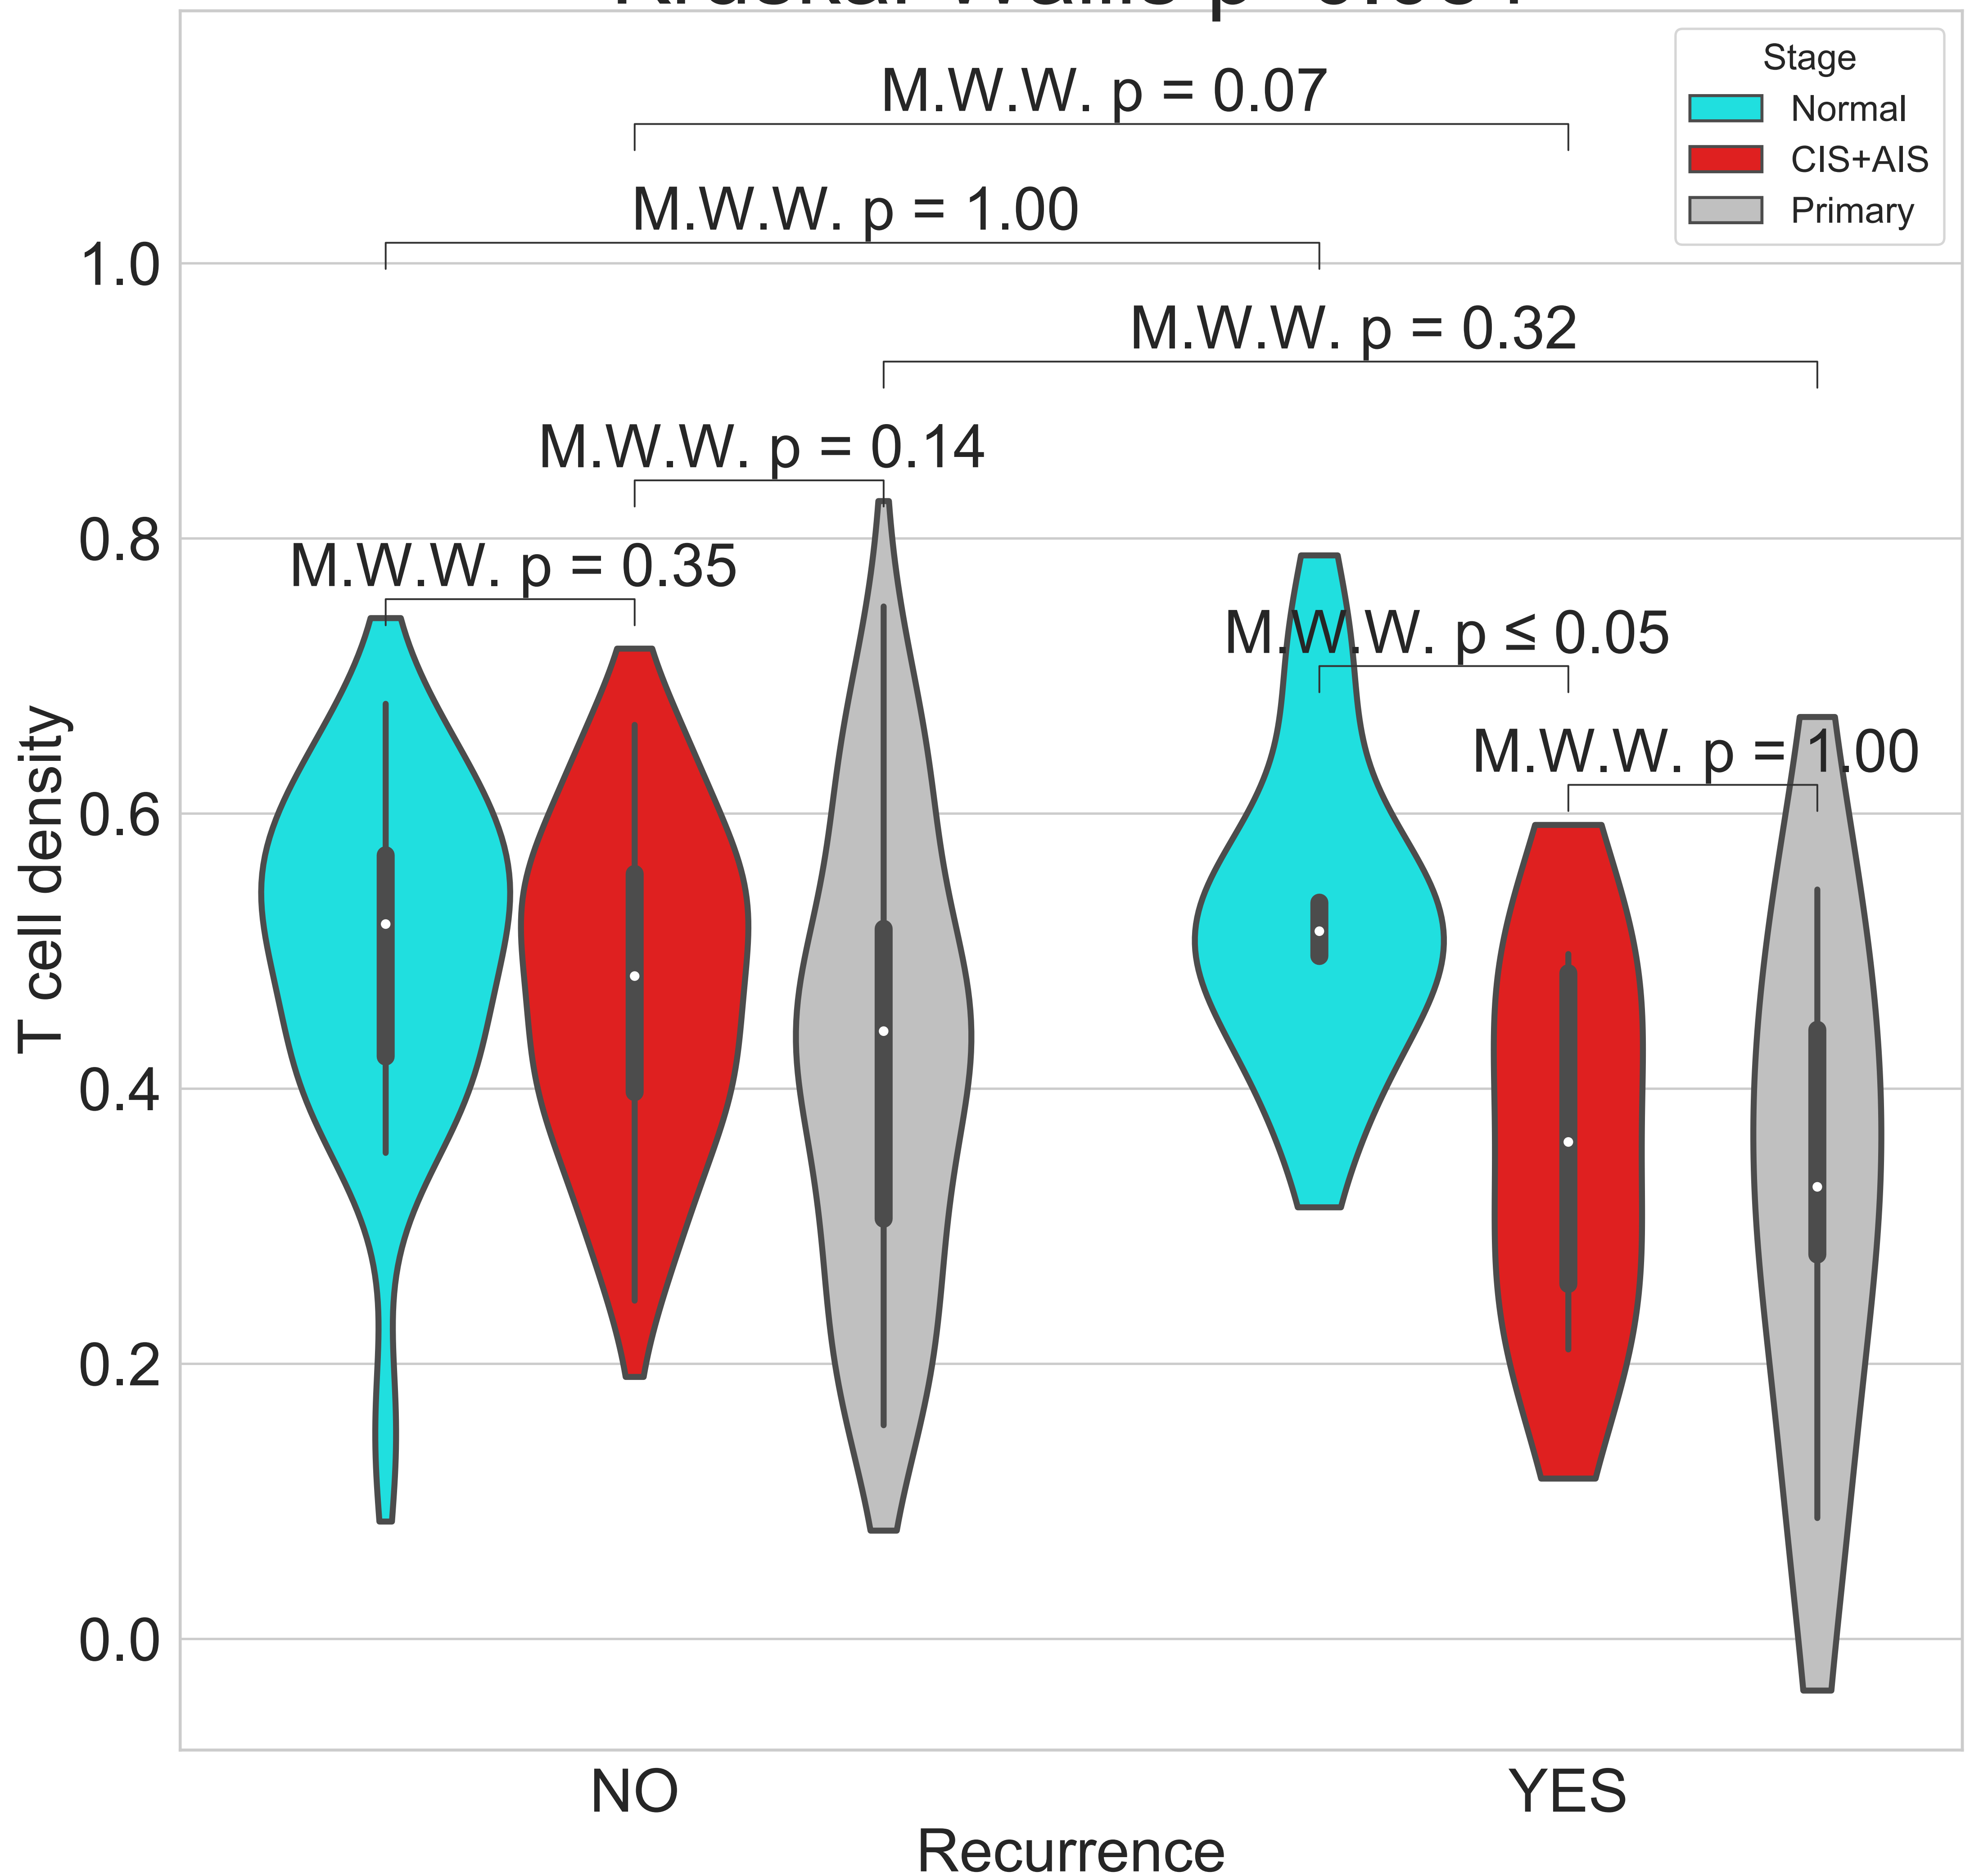 Stage
Normal
CIS+AIS
Primary
M.W.W. p = 0.07
M.W.W. p = 1.00
M.W.W. p = 0.32
M.W.W. p = 0.14
M.W.W. p = 0.35
M.W.W. p ≤ 0.05
M.W.W. p = 1.00
1.0
0.8
0.6
0.4
0.2
0.0
T cell density
NO
YES
Recurrence